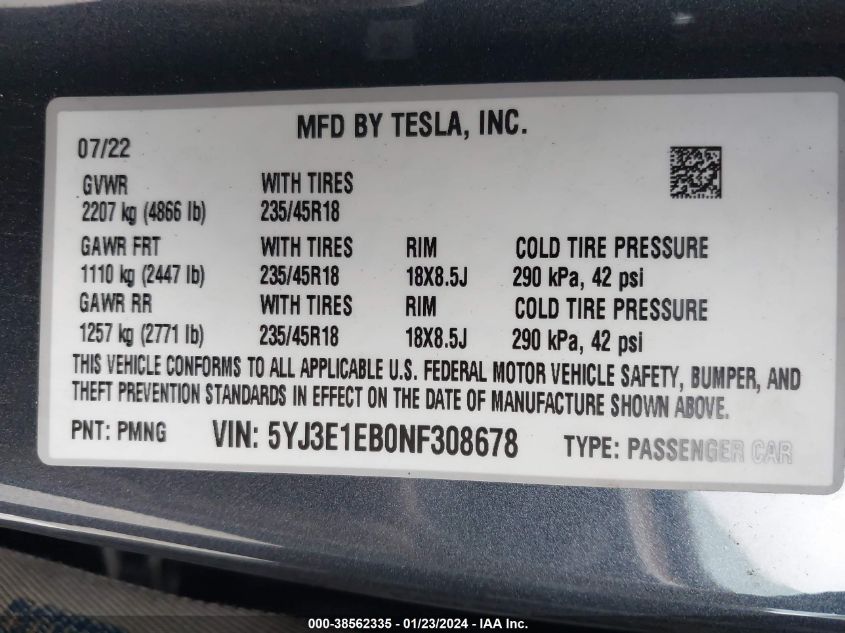 MFD BY TESLA, INC.
07/22
GVWR WITH TIRES
2207 kg (4866 lb) 235/45R18
GAWR FRT WITH TIRES RIM COLD TIRE PRESSURE
1110 kg (2447 lb) 235/45R18 18X8.5J 290 kPa, 42 psi
GAWR RR WITH TIRES RIM COLD TIRE PRESSURE
1257 kg (2771 lb) 235/45R18 18X8.5J 290 kPa, 42 psi
THIS VEHICLE CONFORMS TO ALL APPLICABLE U.S. FEDERAL MOTOR VEHICLE SAFETY, BUMPER, AND
THEFT PREVENTION STANDARDS IN EFFECT ON THE DATE OF MANUFACTURE SHOWN ABOVE.
PNT: PMNG VIN: 5YJ3E1EB0NF308678 TYPE: PASSENGER CAR
000-38562335 - 01/23/2024 - IAA Inc.